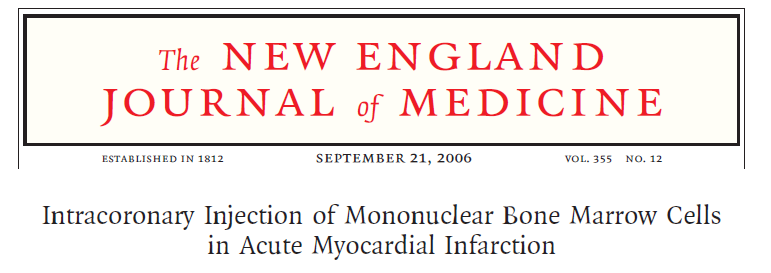 The NEW ENGLAND
JOURNAL of MEDICINE
ESTABLISHED IN 1812 SEPTEMBER 21, 2006 VOL. 355 NO. 12
Intracoronary Injection of Mononuclear Bone Marrow Cells
in Acute Myocardial Infarction